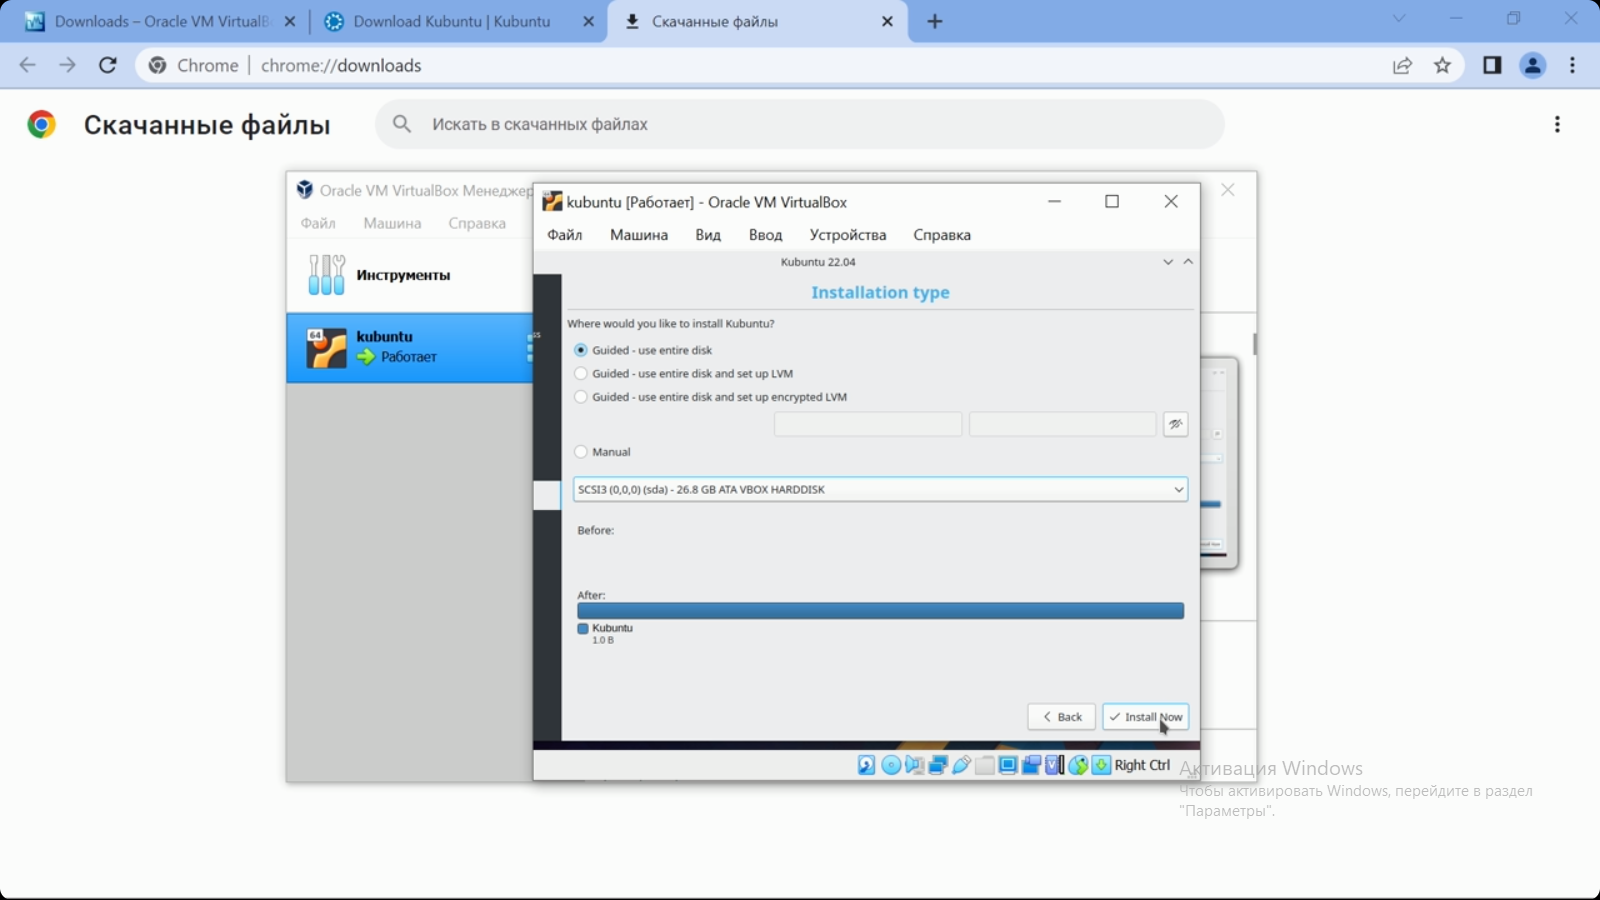 Downloads – Oracle VM VirtualB
Download Kubuntu | Kubuntu
Скачанные файлы
Chrome
chrome://downloads
Скачанные файлы
Искать в скачанных файлах
Oracle VM VirtualBox Менеджер
Файл Машина Справка
Инструменты
64
kubuntu
Работает
kubuntu [Работает] - Oracle VM VirtualBox
Файл Машина Вид Ввод Устройства Справка
Kubuntu 22.04
Installation type
Where would you like to install Kubuntu?
Guided - use entire disk
Guided - use entire disk and set up LVM
Guided - use entire disk and set up encrypted LVM
Manual
SCSI3 (0,0,0) (sda) - 26.8 GB ATA VBOX HARDDISK
Before:
After:
Kubuntu
1.0 B
Back
Install Now
Right Ctrl
Активация Windows
Чтобы активировать Windows, перейдите в раздел
"Параметры".